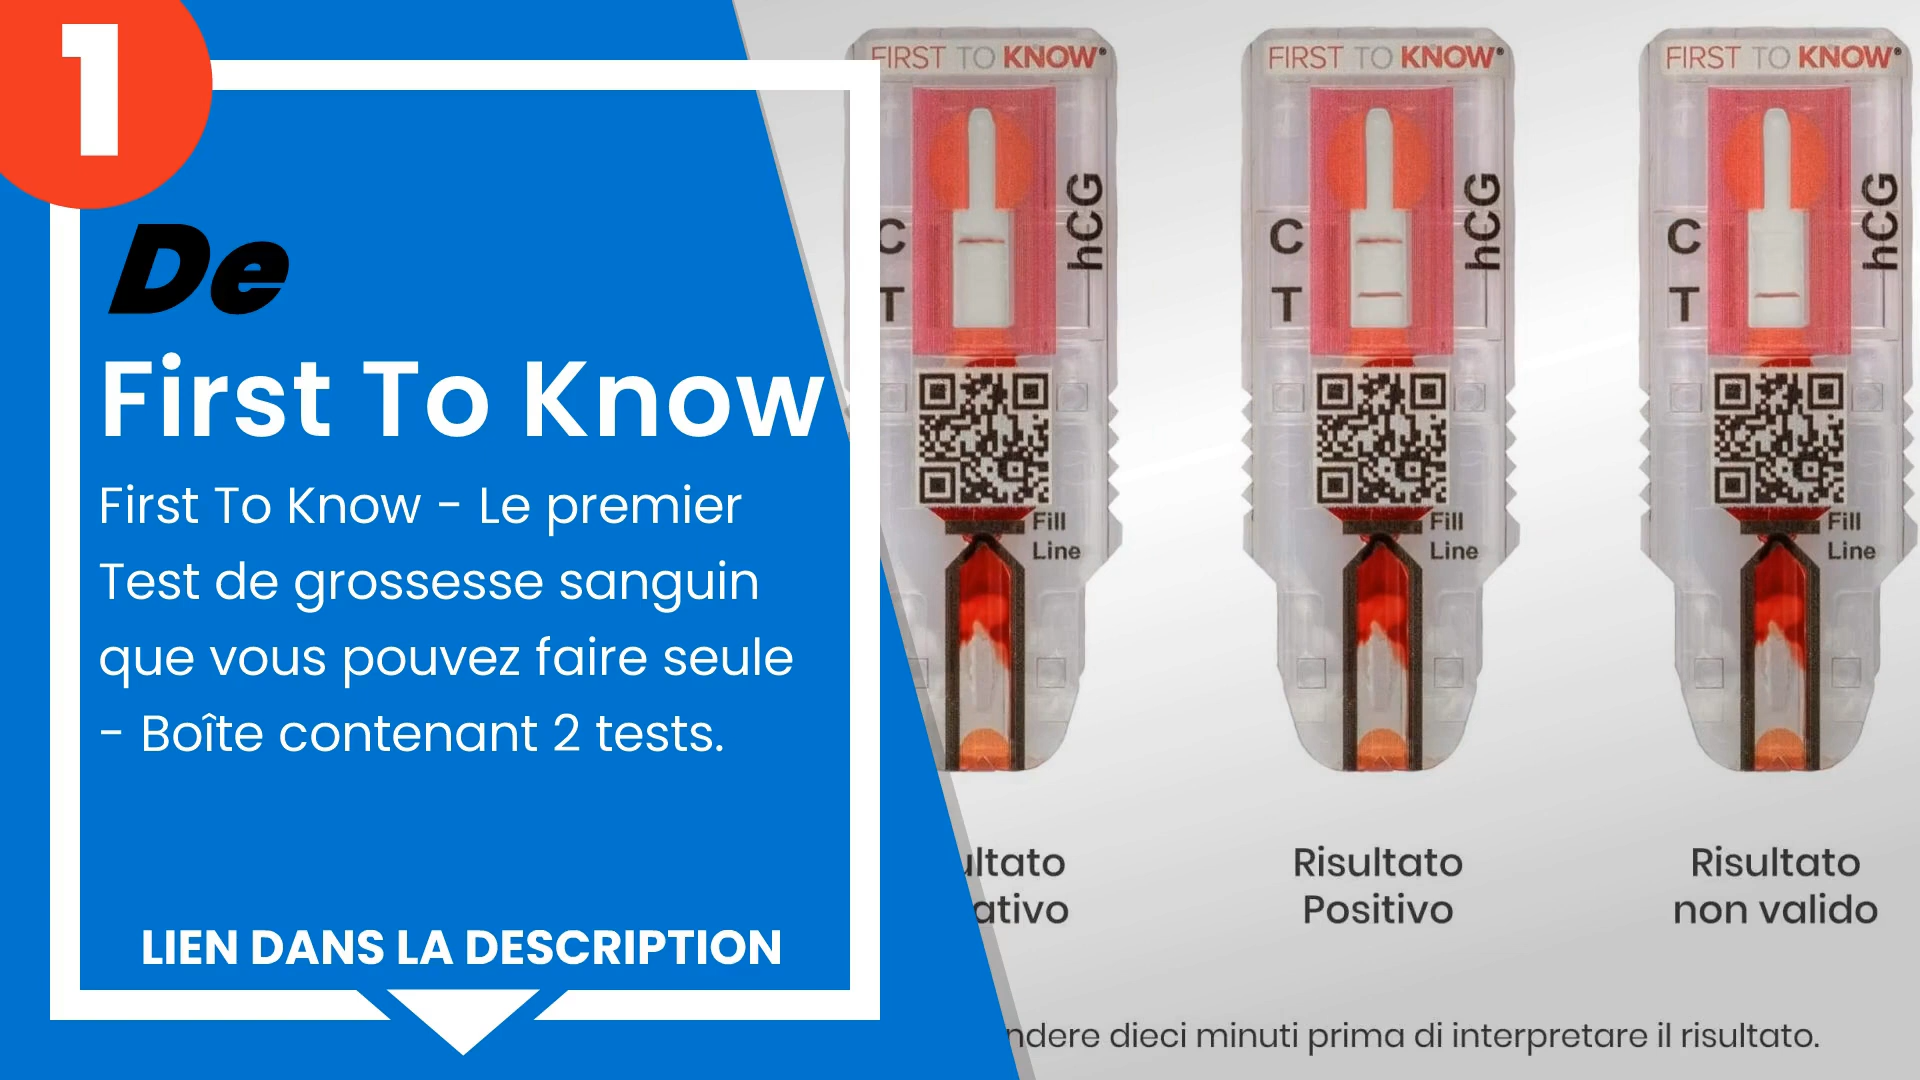 1
De
First To Know
First To Know - Le premier
Test de grossesse sanguin
que vous pouvez faire seule
- Boîte contenant 2 tests.
LIEN DANS LA DESCRIPTION
FIRST TO KNOW®
C
T
hCG
Fill
Line
FIRST TO KNOW®
C
T
hCG
Fill
Line
Risultato
Positivo
FIRST TO KNOW®
C
T
hCG
Fill
Line
Risultato
non valido
dieci minuti prima di interpretare il risultato.